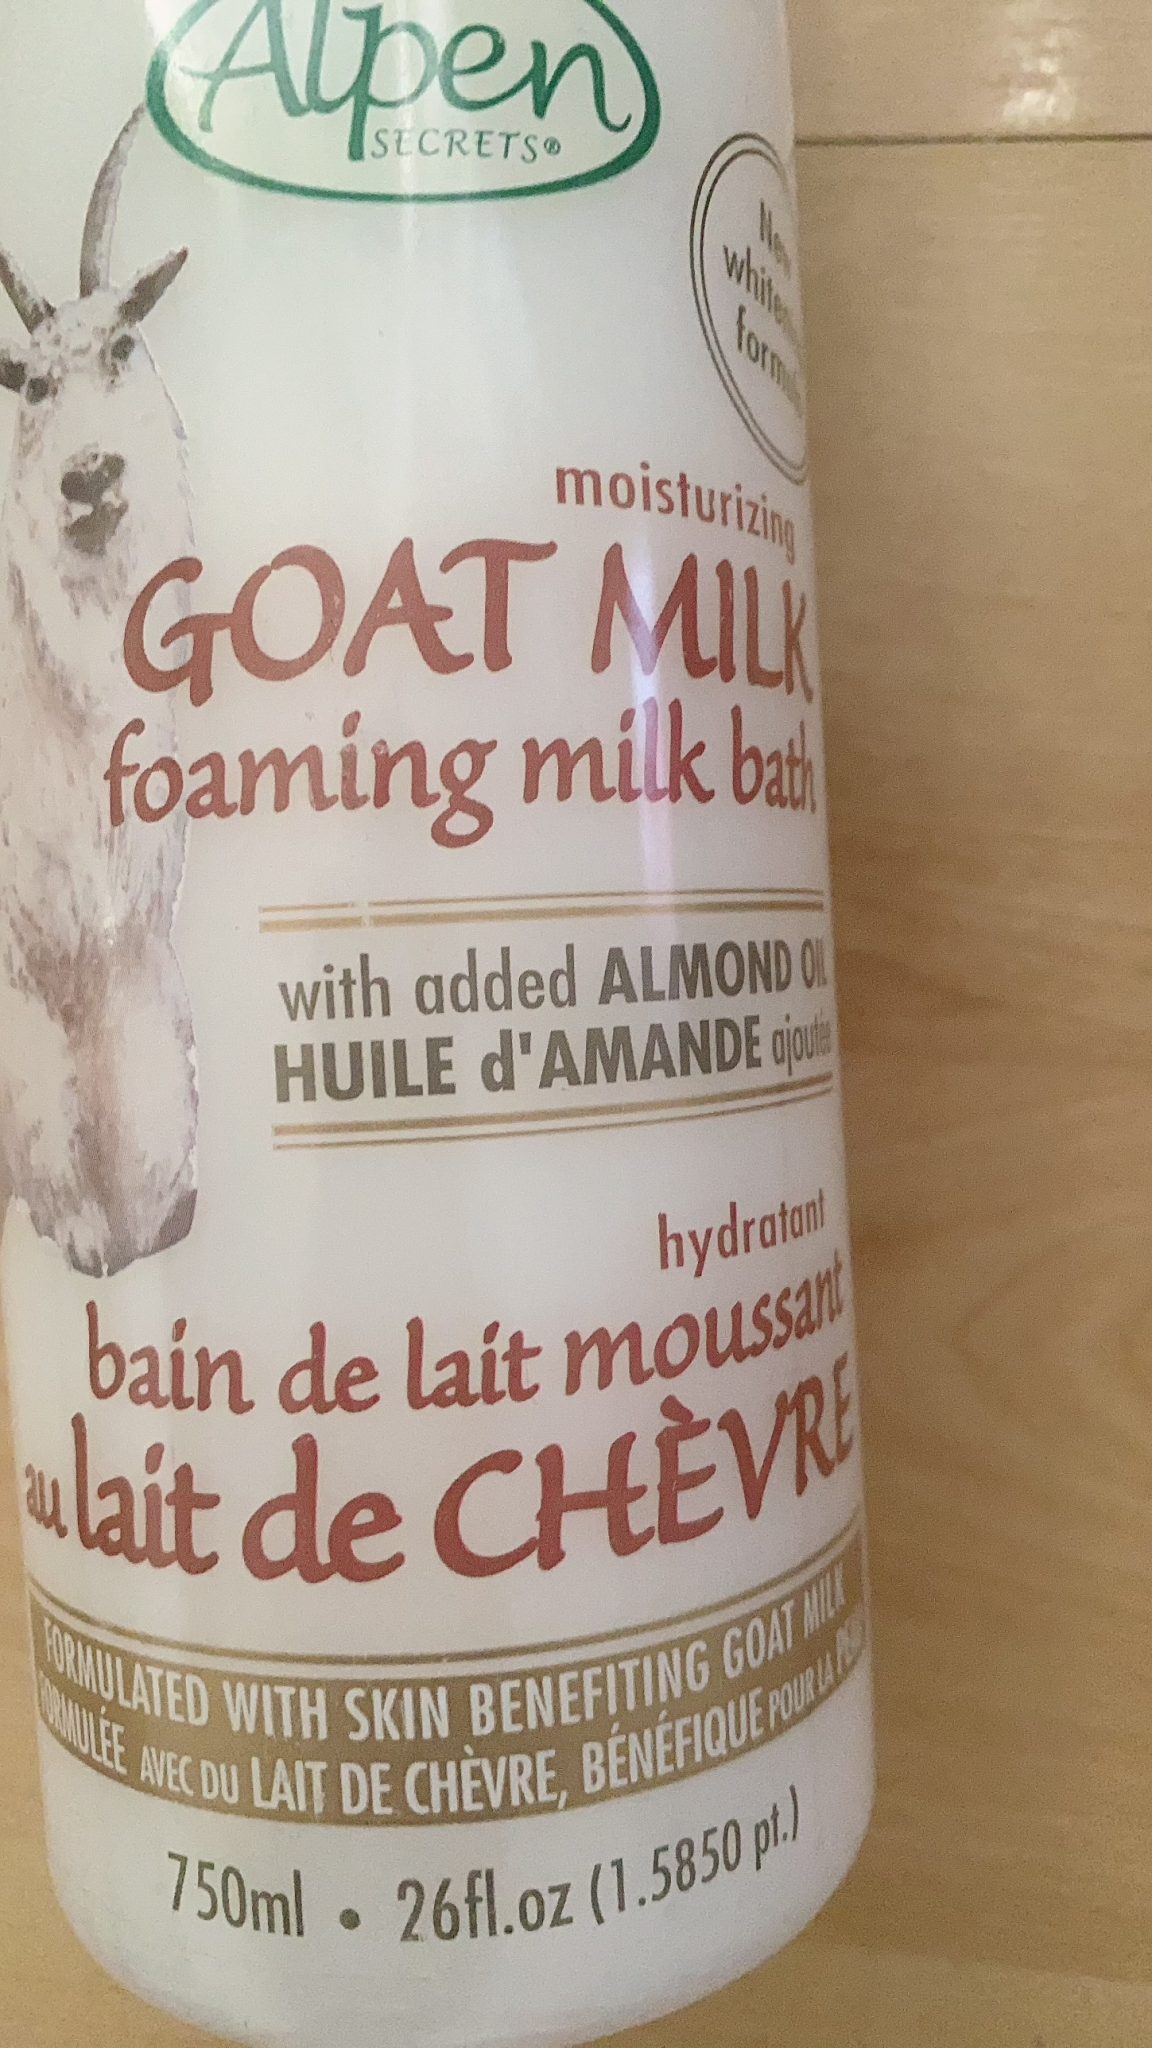 Alpen
SECRETS®
New
form
moisturizing
GOAT MILK
foaming milk bath
with added ALMOND OIL
HUILE d'AMANDE ajoutée
hydratant
bain de lait moussant
au lait de CHÈVRE
FORMULATED WITH SKIN BENEFITING GOAT MILK
FORMULÉE AVEC DU LAIT DE CHÈVRE, BÉNÉFIQUE POUR LA PEAU
750ml • 26fl.oz (1.5850 pt.)